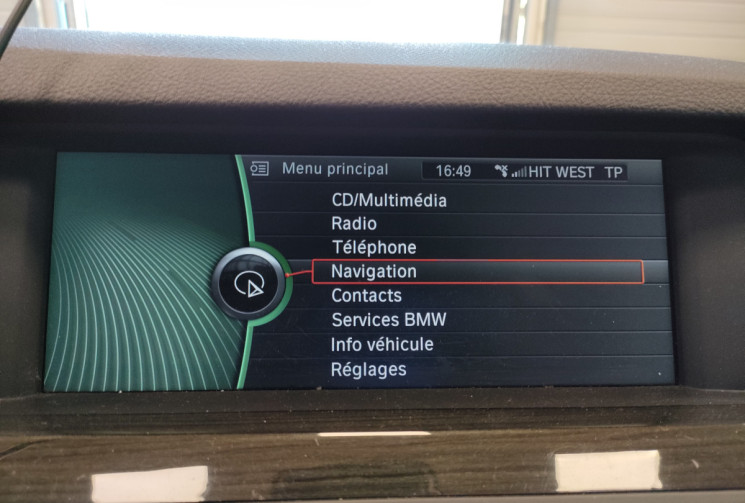 Menu principal 16:49 HIT WEST TP
CD/Multimédia
Radio
Téléphone
Navigation
Contacts
Services BMW
Info véhicule
Réglages